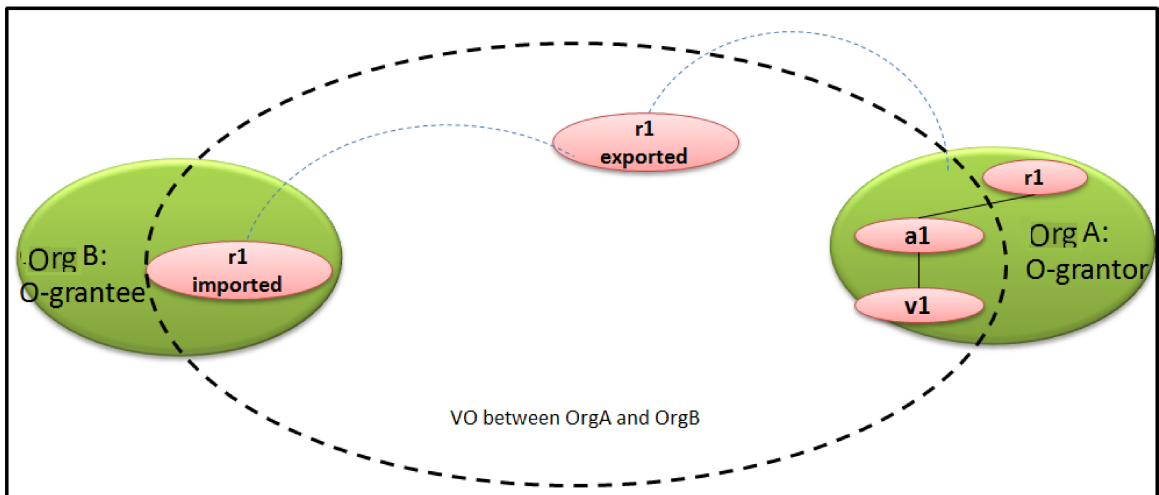 r1
exported
r1
a1
v1
Org A:
O-grantor
Org B:
O-grantee
r1
imported
VO between OrgA and OrgB